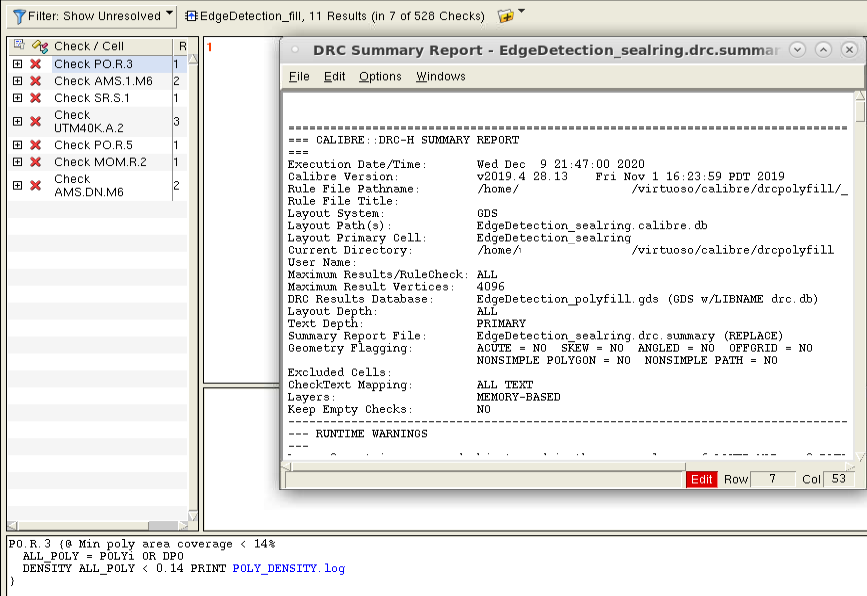 Filter: Show Unresolved
EdgeDetection_fill, 11 Results (in 7 of 528 Checks)
Check / Cell R
Check PO.R.3 1
Check AMS.1.M6 2
Check SR.S.1 1
Check
UTM40K.A.2 3
Check PO.R.5 1
Check MOM.R.2 1
Check
AMS.DN.M6 2
1
DRC Summary Report - EdgeDetection_sealring.drc.summar
File Edit Options Windows
================================================================================
=== CALIBRE::DRC-H SUMMARY REPORT
===
Execution Date/Time: Wed Dec 9 21:47:00 2020
Calibre Version: v2019.4_28.13 Fri Nov 1 16:23:59 PDT 2019
Rule File Pathname: /home/ /virtuoso/calibre/drcpolyfill/_
Rule File Title:
Layout System: GDS
Layout Path(s): EdgeDetection_sealring.calibre.db
Layout Primary Cell: EdgeDetection_sealring
Current Directory: /home/ /virtuoso/calibre/drcpolyfill
User Name:
Maximum Results/RuleCheck: ALL
Maximum Result Vertices: 4096
DRC Results Database: EdgeDetection_polyfill.gds (GDS w/LIBNAME drc.db)
Layout Depth: ALL
Text Depth: PRIMARY
Summary Report File: EdgeDetection_sealring.drc.summary (REPLACE)
Geometry Flagging: ACUTE = NO SKEW = NO ANGLED = NO OFFGRID = NO
NONSIMPLE POLYGON = NO NONSIMPLE PATH = NO
Excluded Cells:
CheckText Mapping: ALL TEXT
Layers: MEMORY-BASED
Keep Empty Checks: NO
--------------------------------------------------------------------------------
--- RUNTIME WARNINGS
---
Edit Row 7 Col 53
PO.R.3 {@ Min poly area coverage < 14%
ALL_POLY = POLYi OR DPO
DENSITY ALL_POLY < 0.14 PRINT POLY_DENSITY.log
}